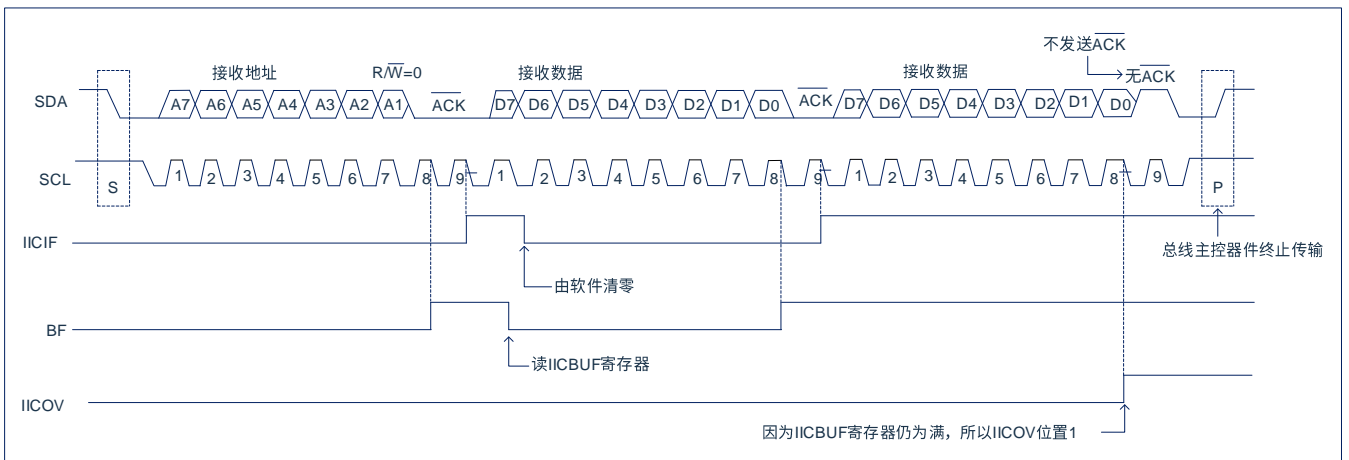 不发送A̅C̅K̅
接收地址 R/W̅=0 接收数据 接收数据 无A̅C̅K̅
SDA A7 A6 A5 A4 A3 A2 A1 A̅C̅K̅ D7 D6 D5 D4 D3 D2 D1 D0 A̅C̅K̅ D7 D6 D5 D4 D3 D2 D1 D0
SCL S 1 2 3 4 5 6 7 8 9 1 2 3 4 5 6 7 8 9 1 2 3 4 5 6 7 8 9 P
IICIF
总线主控器件终止传输
由软件清零
BF
读IICBUF寄存器
IICOV
因为IICBUF寄存器仍为满，所以IICOV位置1